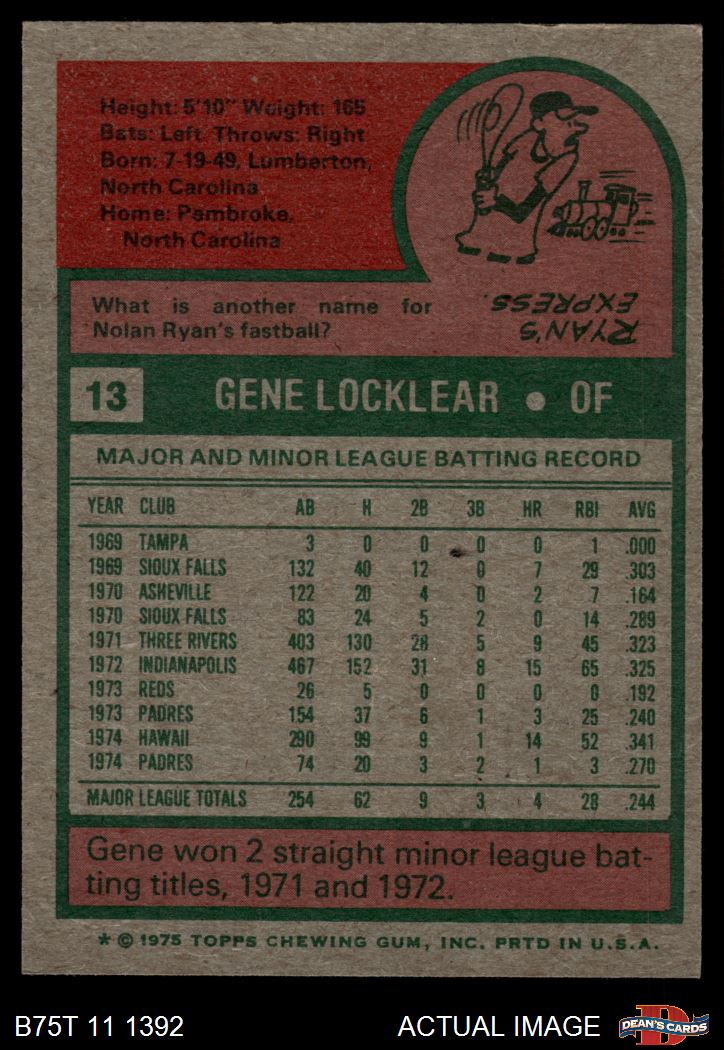 Height: 5'10" Weight: 165
Bats: Left Throws: Right
Born: 7-19-49, Lumberton,
North Carolina
Home: Pembroke,
North Carolina
What is another name for
Nolan Ryan's fastball?
RYAN'S
EXPRESS.
13 GENE LOCKLEAR • OF
MAJOR AND MINOR LEAGUE BATTING RECORD
YEAR CLUB AB H 2B 3B HR RBI AVG
1969 TAMPA 3 0 0 0 0 1 .000
1969 SIOUX FALLS 132 40 12 0 7 29 .303
1970 ASHEVILLE 122 20 4 0 2 7 .164
1970 SIOUX FALLS 83 24 5 2 0 14 .289
1971 THREE RIVERS 403 130 28 5 9 45 .323
1972 INDIANAPOLIS 467 152 31 8 15 65 .325
1973 REDS 26 5 0 0 0 0 .192
1973 PADRES 154 37 6 1 3 25 .240
1974 HAWAII 290 99 9 1 14 52 .341
1974 PADRES 74 20 3 2 1 3 .270
MAJOR LEAGUE TOTALS 254 62 9 3 4 28 .244
Gene won 2 straight minor league bat-
ting titles, 1971 and 1972.
* © 1975 TOPPS CHEWING GUM, INC. PRTD IN U.S.A.
B75T 11 1392 ACTUAL IMAGE
D
DEAN'S CARDS